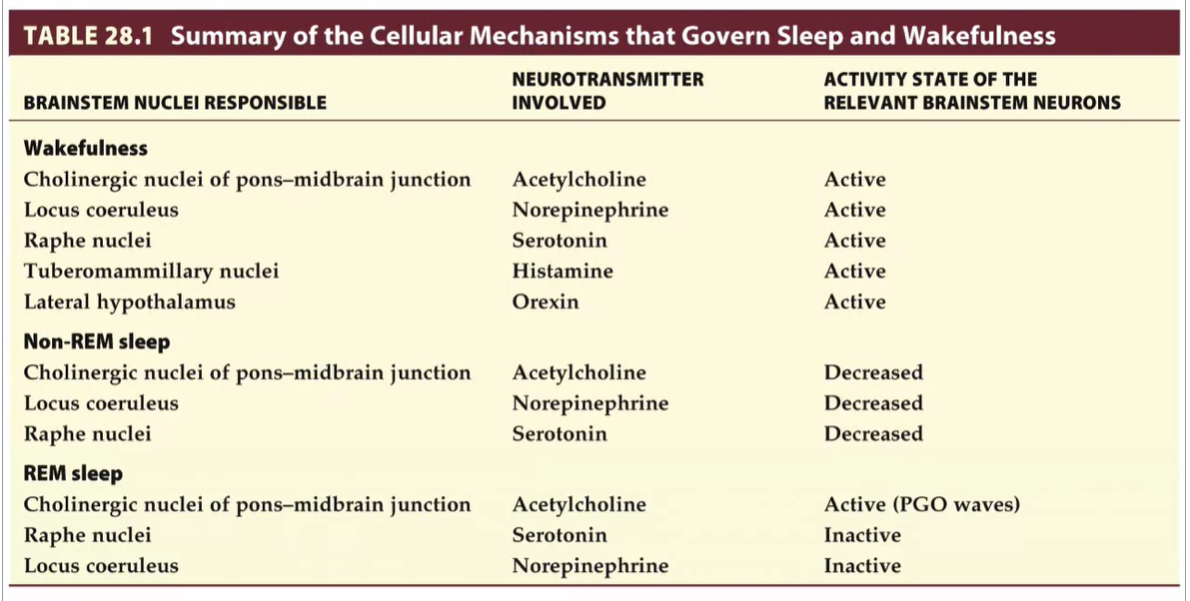 TABLE 28.1 Summary of the Cellular Mechanisms that Govern Sleep and Wakefulness
BRAINSTEM NUCLEI RESPONSIBLE NEUROTRANSMITTER INVOLVED ACTIVITY STATE OF THE RELEVANT BRAINSTEM NEURONS
Wakefulness
Cholinergic nuclei of pons–midbrain junction Acetylcholine Active
Locus coeruleus Norepinephrine Active
Raphe nuclei Serotonin Active
Tuberomammillary nuclei Histamine Active
Lateral hypothalamus Orexin Active
Non-REM sleep
Cholinergic nuclei of pons–midbrain junction Acetylcholine Decreased
Locus coeruleus Norepinephrine Decreased
Raphe nuclei Serotonin Decreased
REM sleep
Cholinergic nuclei of pons–midbrain junction Acetylcholine Active (PGO waves)
Raphe nuclei Serotonin Inactive
Locus coeruleus Norepinephrine Inactive